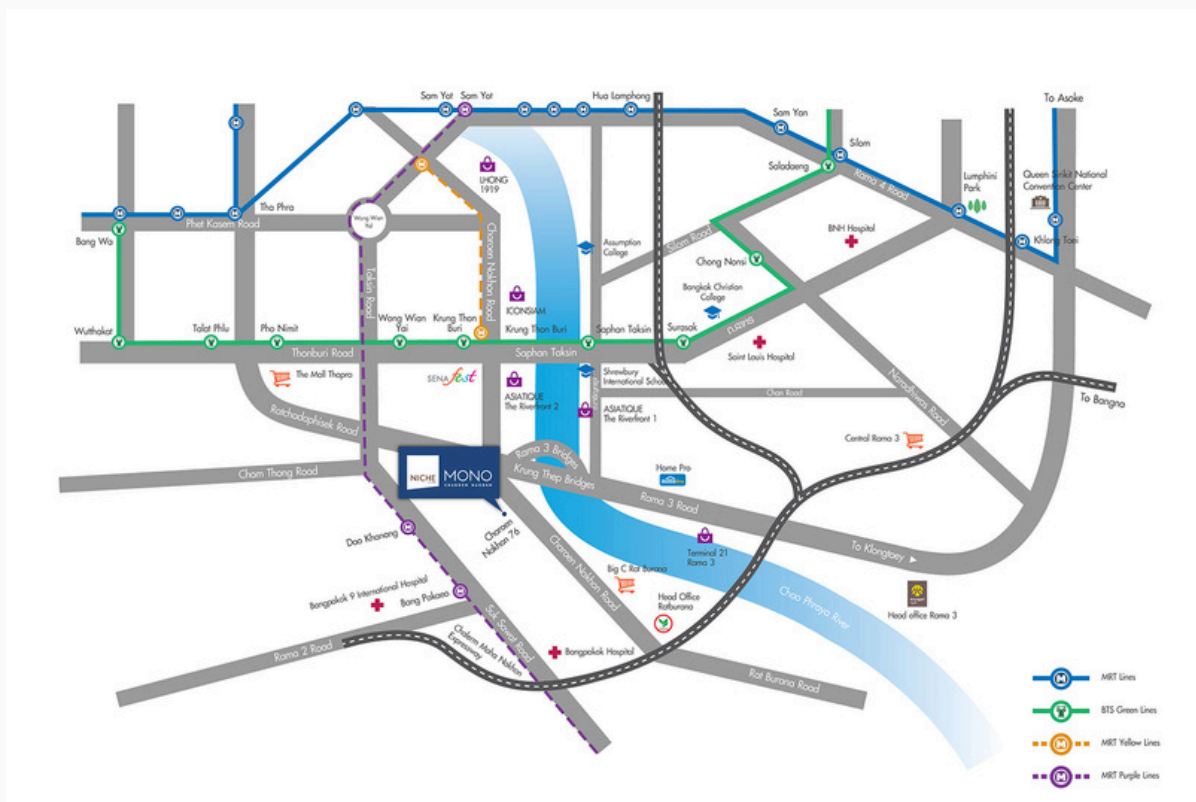 Sam Yot
Sam Yot
Hua Lamphong
Sam Yan
Silom
To Asoke
Saladaeng
Rama 4 Road
Lumphini
Park
Queen Sirikit National
Convention Center
Khlong Toni
LHONG
1919
Tha Phra
Phet Kasem Road
Wong Wian
Yai
Bang Wa
Charoen Nakhon Road
Assumption
College
Silom Road
BNH Hospital
Chong Nonsi
Taksin Road
ICONSIAM
Bangkok Christian
College
Wutthakat
Talat Phlu
Pho Nimit
Wong Wian
Yai
Krung Thon
Buri
Krung Thon Buri
Saphan Taksin
Surasak
Thonburi Road
Saphan Taksin
Saint Louis Hospital
Naradhiwas Road
The Mall Thapra
SENA fest
ASIATIQUE
The Riverfront 2
Shrewbury
International School
ASIATIQUE
The Riverfront 1
Chan Road
To Bangna
Ratchadaphisek Road
Central Rama 3
Rama 3 Bridges
Krung Thep Bridges
Chom Thong Road
NICHE MONO
CHAROEN NAKHON
Home Pro
Rama 3 Road
Dao Khanong
Charoen
Nakhon 76
To Klongtoey
Terminal 21
Rama 3
Charoen Nakhon Road
Big C Rat Burana
Bangpakok 9 International Hospital
Bang Pakaeo
Head Office
Ratburana
Chao Phraya River
Head office Rama 3
Suk Sawat Road
Rama 2 Road
Chalerm Maha Nakhon
Expressway
Bangpakok Hospital
Rat Burana Road
MRT Lines
BTS Green Lines
MRT Yellow Lines
MRT Purple Lines